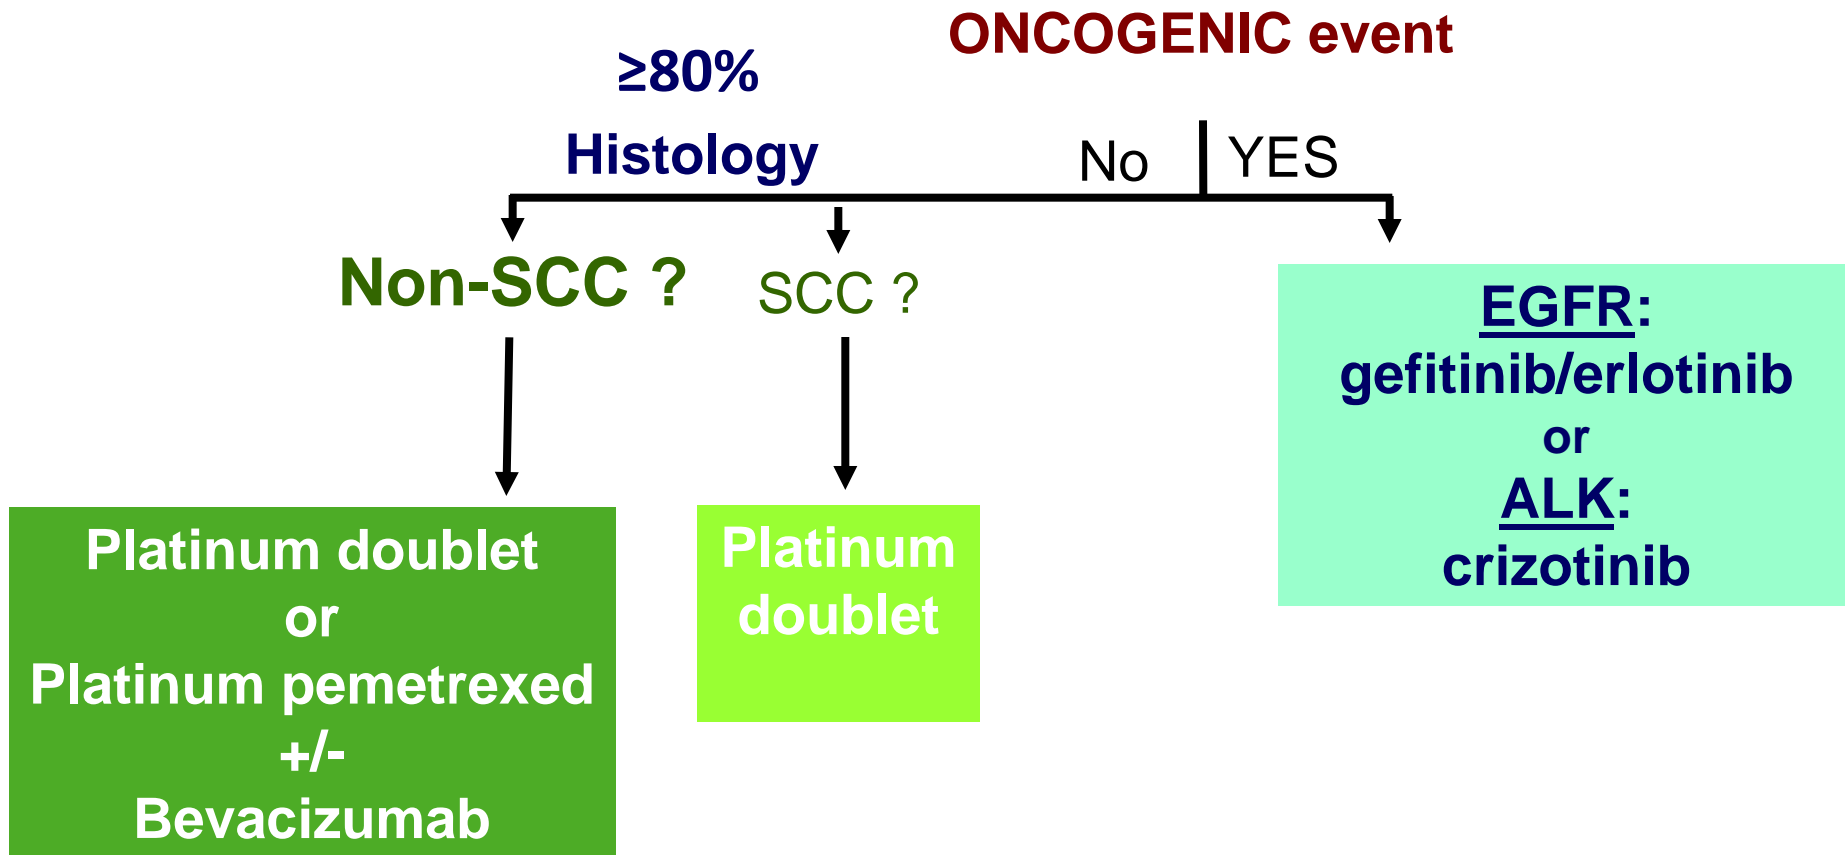 ONCOGENIC event
≥80%
Histology
No
YES
Non-SCC ?
SCC ?
EGFR:
gefitinib/erlotinib
or
ALK:
crizotinib
Platinum doublet
or
Platinum pemetrexed
+/-
Bevacizumab
Platinum
doublet